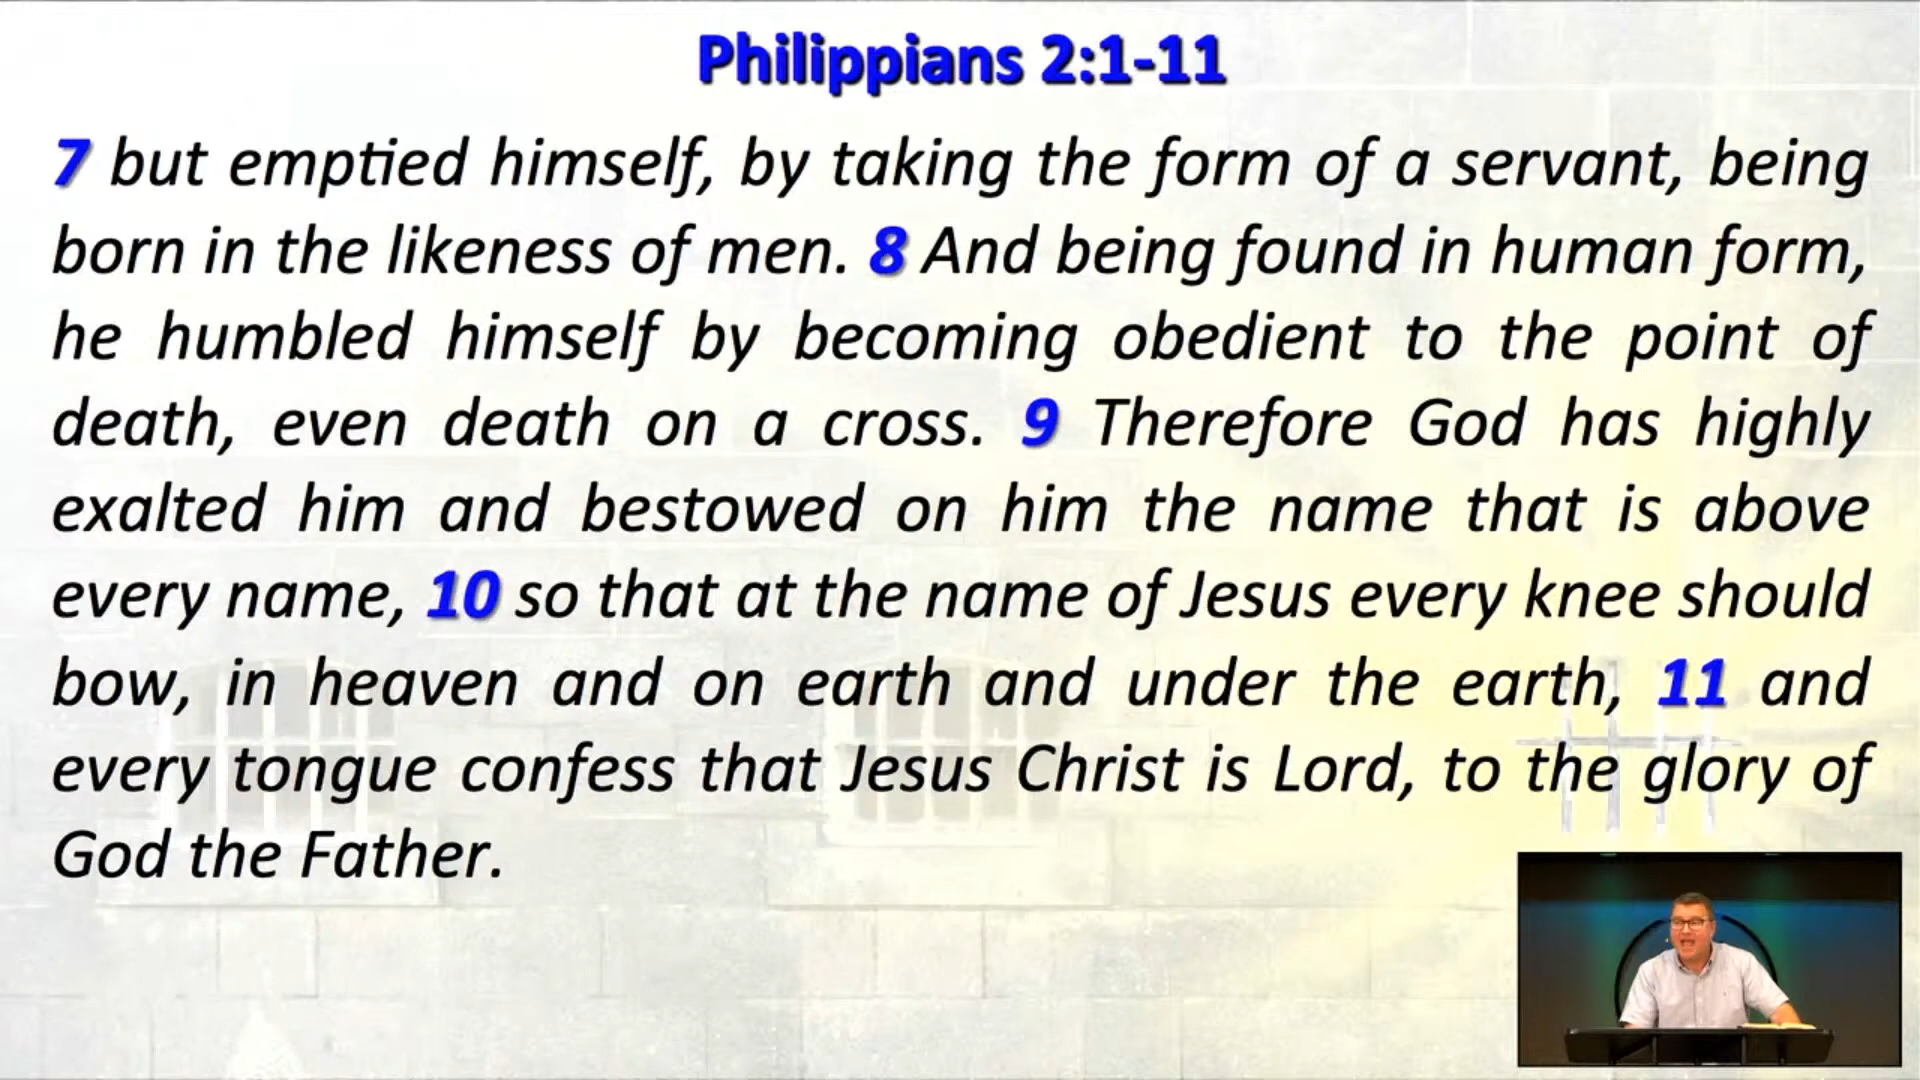 Philippians 2:1-11
7 but emptied himself, by taking the form of a servant, being
born in the likeness of men. 8 And being found in human form,
he humbled himself by becoming obedient to the point of
death, even death on a cross. 9 Therefore God has highly
exalted him and bestowed on him the name that is above
every name, 10 so that at the name of Jesus every knee should
bow, in heaven and on earth and under the earth, 11 and
every tongue confess that Jesus Christ is Lord, to the glory of
God the Father.